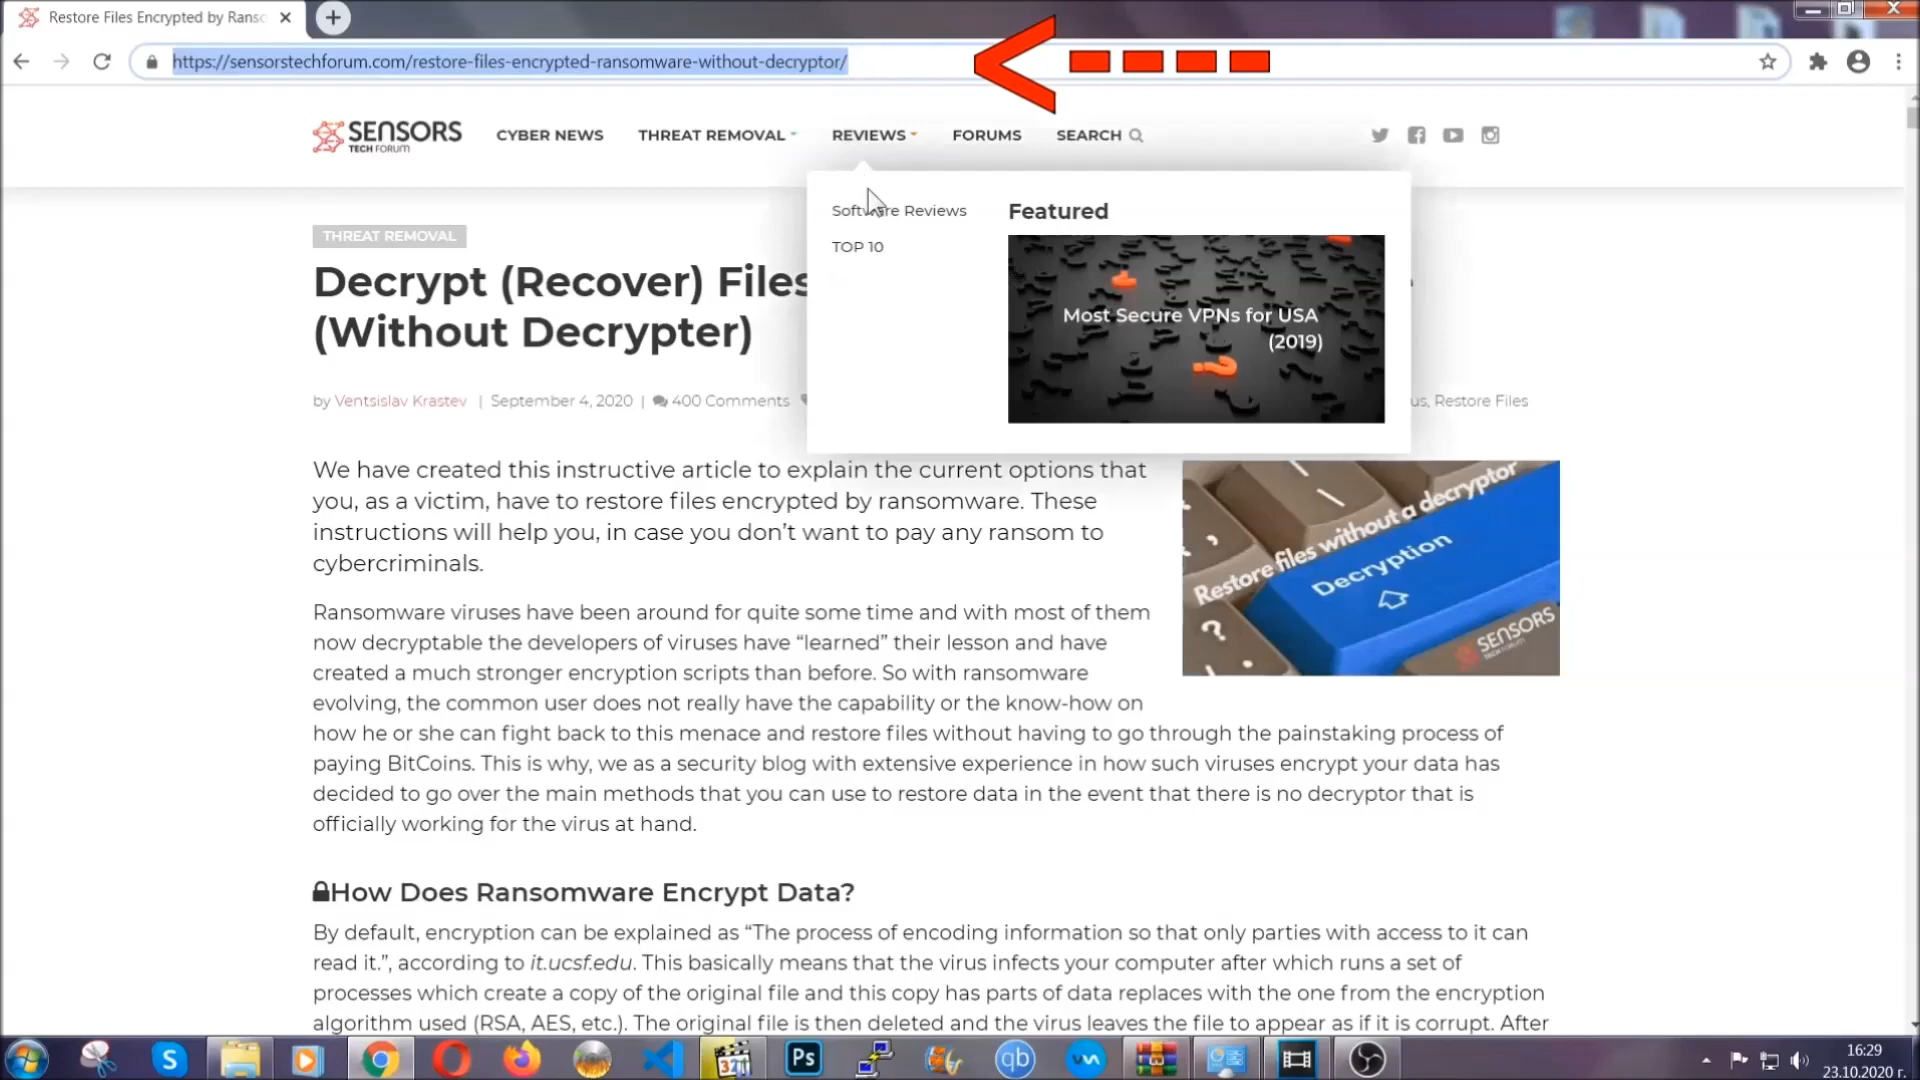 Restore Files Encrypted by Ranso
https://sensorstechforum.com/restore-files-encrypted-ransomware-without-decryptor/
SENSORS
TECH FORUM
CYBER NEWS
THREAT REMOVAL
REVIEWS
FORUMS
SEARCH
Software Reviews
TOP 10
Featured
Most Secure VPNs for USA
(2019)
THREAT REMOVAL
Decrypt (Recover) Files
(Without Decrypter)
by Ventsislav Krastev | September 4, 2020 | 400 Comments
us, Restore Files
We have created this instructive article to explain the current options that
you, as a victim, have to restore files encrypted by ransomware. These
instructions will help you, in case you don’t want to pay any ransom to
cybercriminals.
Restore files without a decryptor
Decryption
SENSORS
TECH FORUM
Ransomware viruses have been around for quite some time and with most of them
now decryptable the developers of viruses have “learned” their lesson and have
created a much stronger encryption scripts than before. So with ransomware
evolving, the common user does not really have the capability or the know-how on
how he or she can fight back to this menace and restore files without having to go through the painstaking process of
paying BitCoins. This is why, we as a security blog with extensive experience in how such viruses encrypt your data has
decided to go over the main methods that you can use to restore data in the event that there is no decryptor that is
officially working for the virus at hand.
How Does Ransomware Encrypt Data?
By default, encryption can be explained as “The process of encoding information so that only parties with access to it can
read it.”, according to it.ucsf.edu. This basically means that the virus infects your computer after which runs a set of
processes which create a copy of the original file and this copy has parts of data replaces with the one from the encryption
algorithm used (RSA, AES, etc.). The original file is then deleted and the virus leaves the file to appear as if it is corrupt. After
S
321
Ps
qb
16:29
23.10.2020 г.